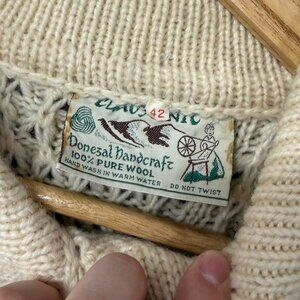 42
Donegal handcraft
100% PURE WOOL
HAND WASH IN WARM WATER
DO NOT TWIST